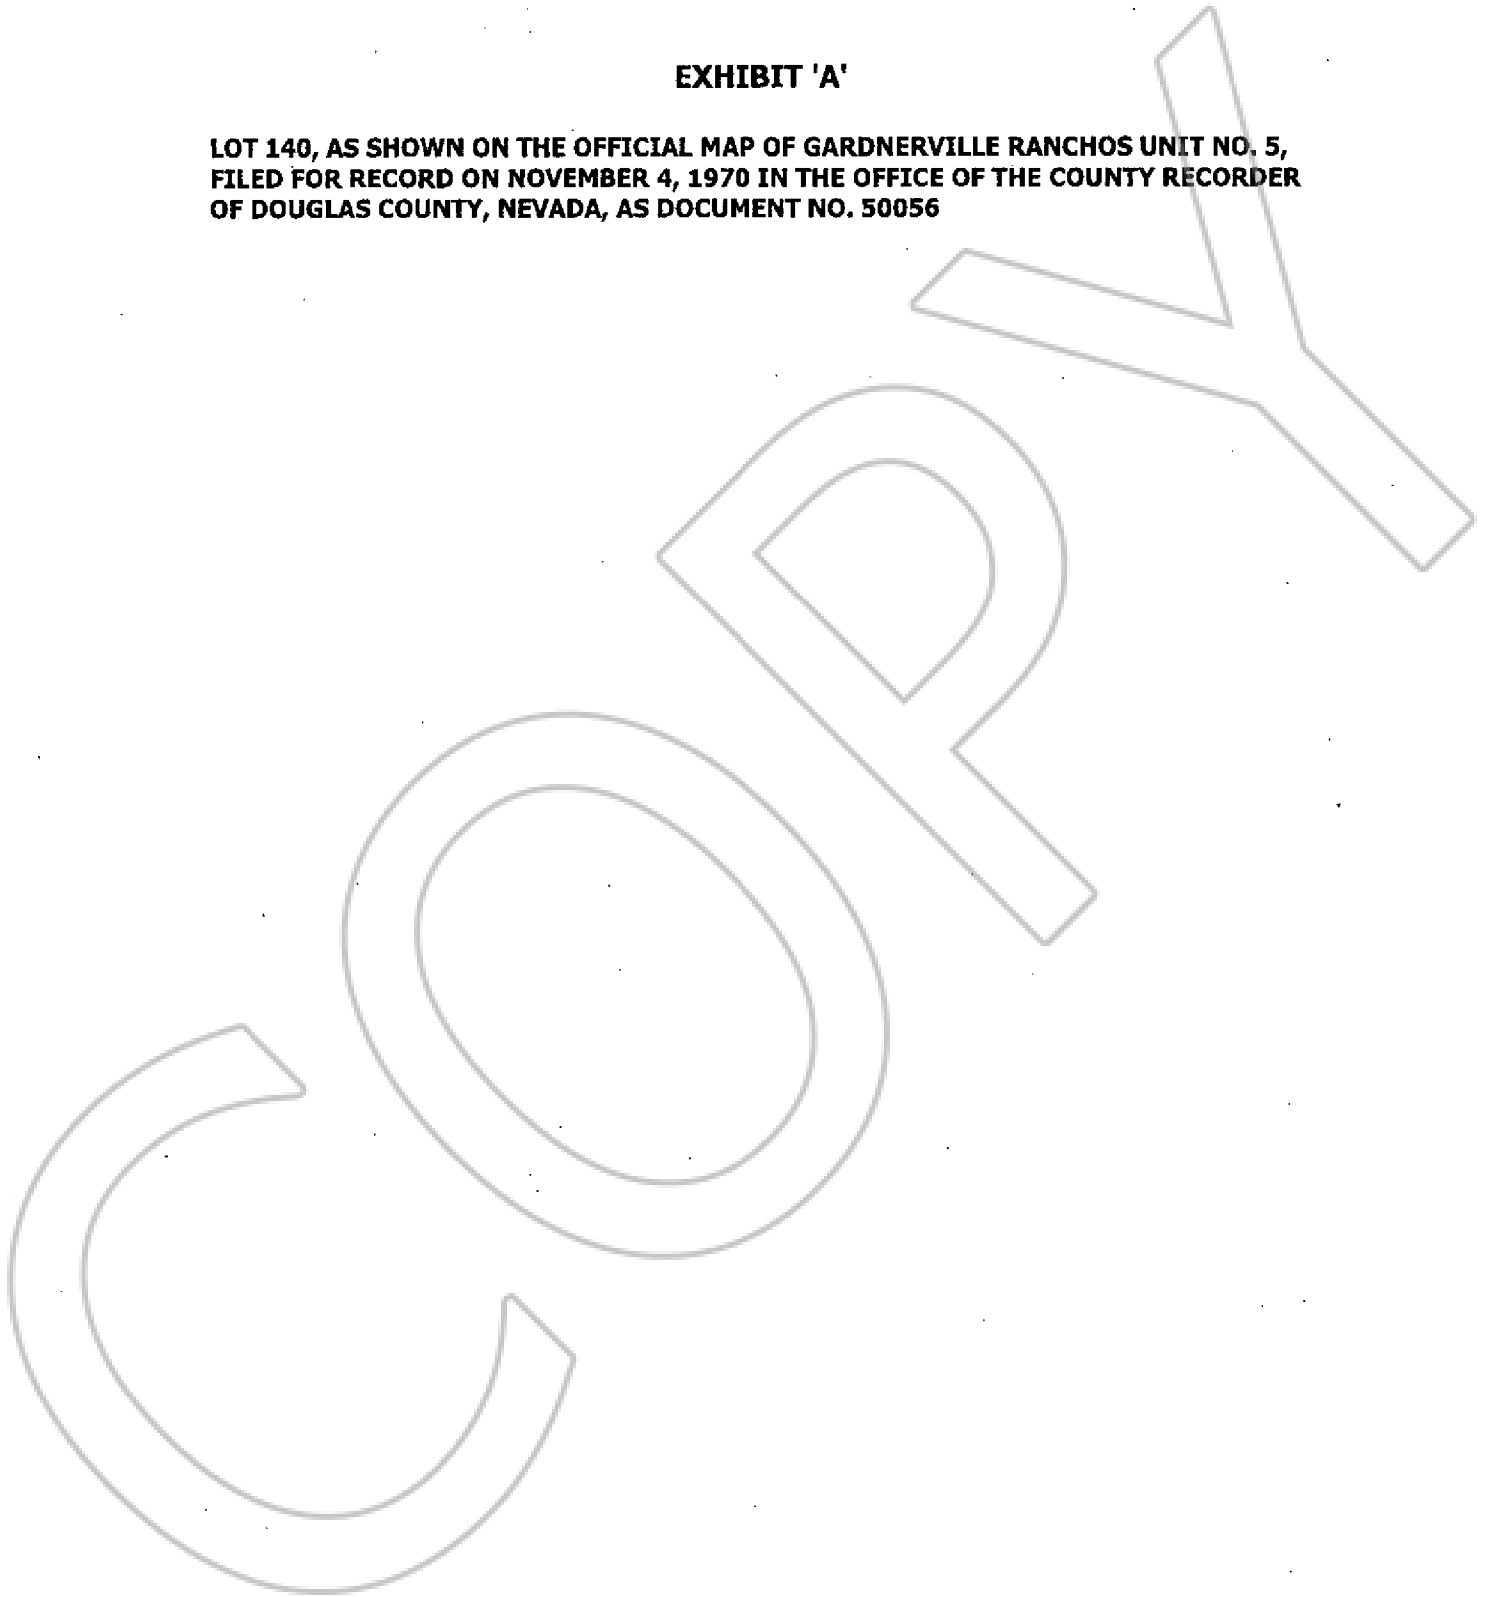 EXHIBIT 'A'
LOT 140, AS SHOWN ON THE OFFICIAL MAP OF GARDNERVILLE RANCHOS UNIT NO. 5,
FILED FOR RECORD ON NOVEMBER 4, 1970 IN THE OFFICE OF THE COUNTY RECORDER
OF DOUGLAS COUNTY, NEVADA, AS DOCUMENT NO. 50056
COPY